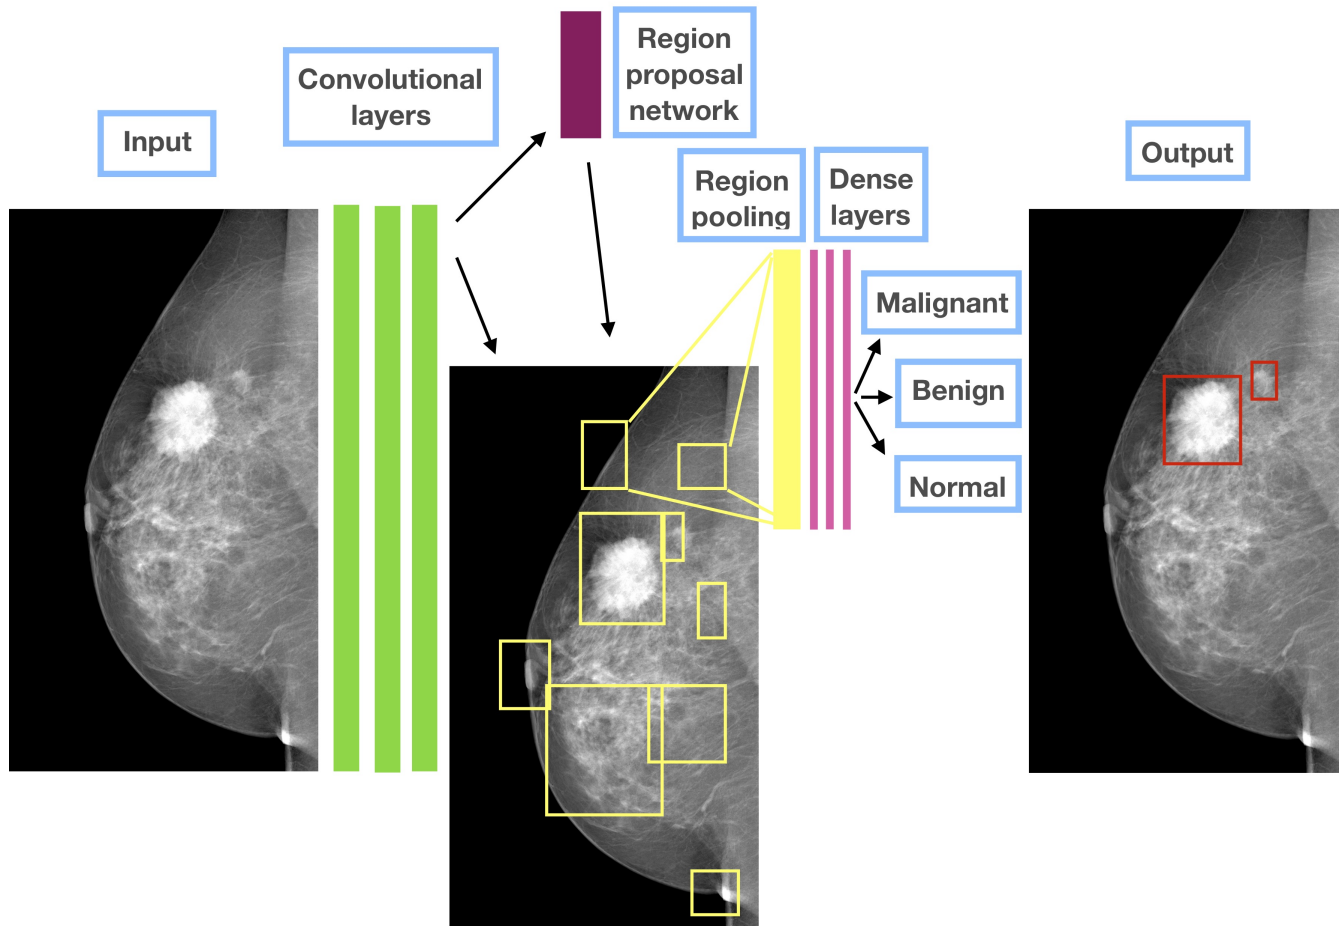 Input
Convolutional
layers
Region
proposal
network
Region
pooling
Dense
layers
Malignant
Benign
Normal
Output